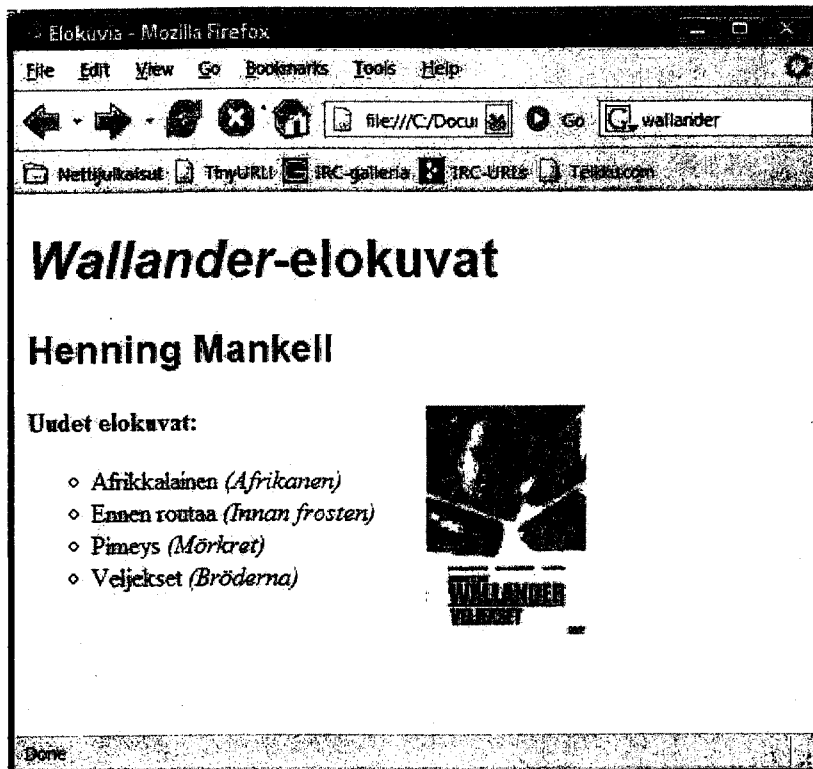 Elokuvia - Mozilla Firefox
File Edit View Go Bookmarks Tools Help
file:///C:/Docu Go G wallander
Nettijulkaisut TinyURL! IRC-galleria IRC-URLs Telkku.com
Wallander-elokuvat
Henning Mankell
Uudet elokuvat:
Afrikkalainen (Afrikanen)
Ennen routaa (Innan frosten)
Pimeys (Mörkret)
Veljekset (Bröderna)
WALLANDER
VELJEKSET
Done